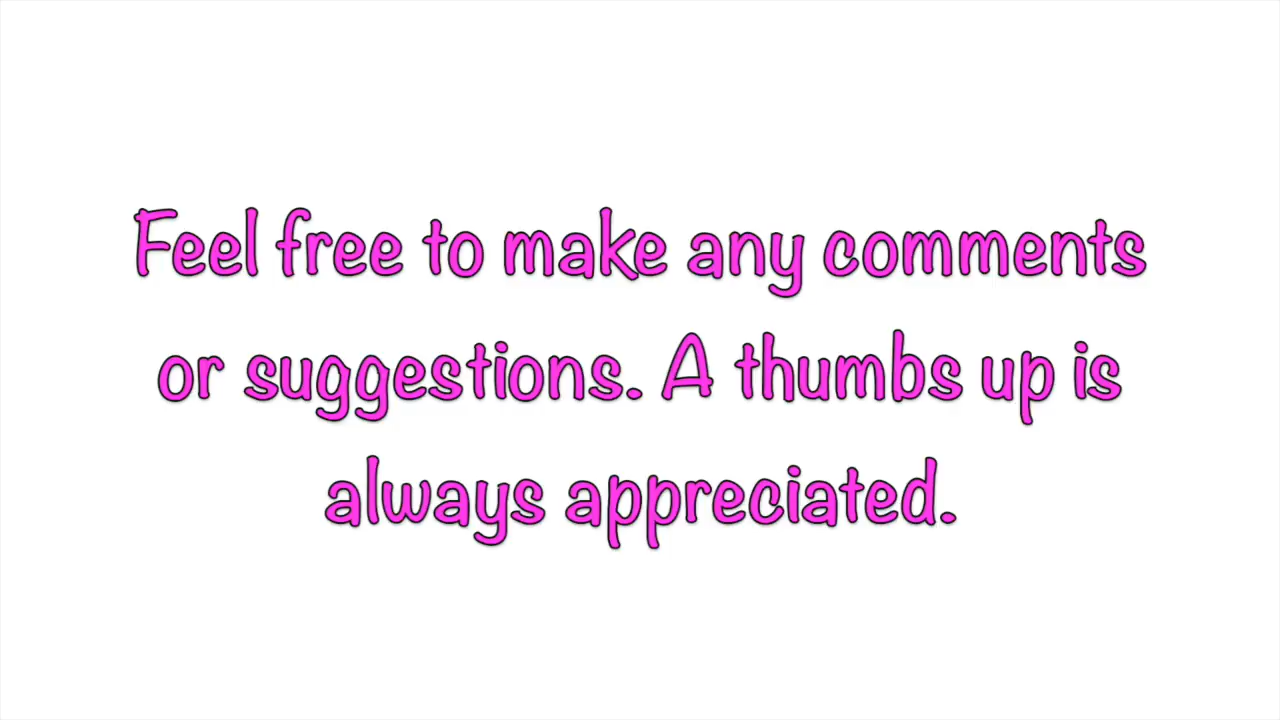 Feel free to make any comments
or suggestions. A thumbs up is
always appreciated.